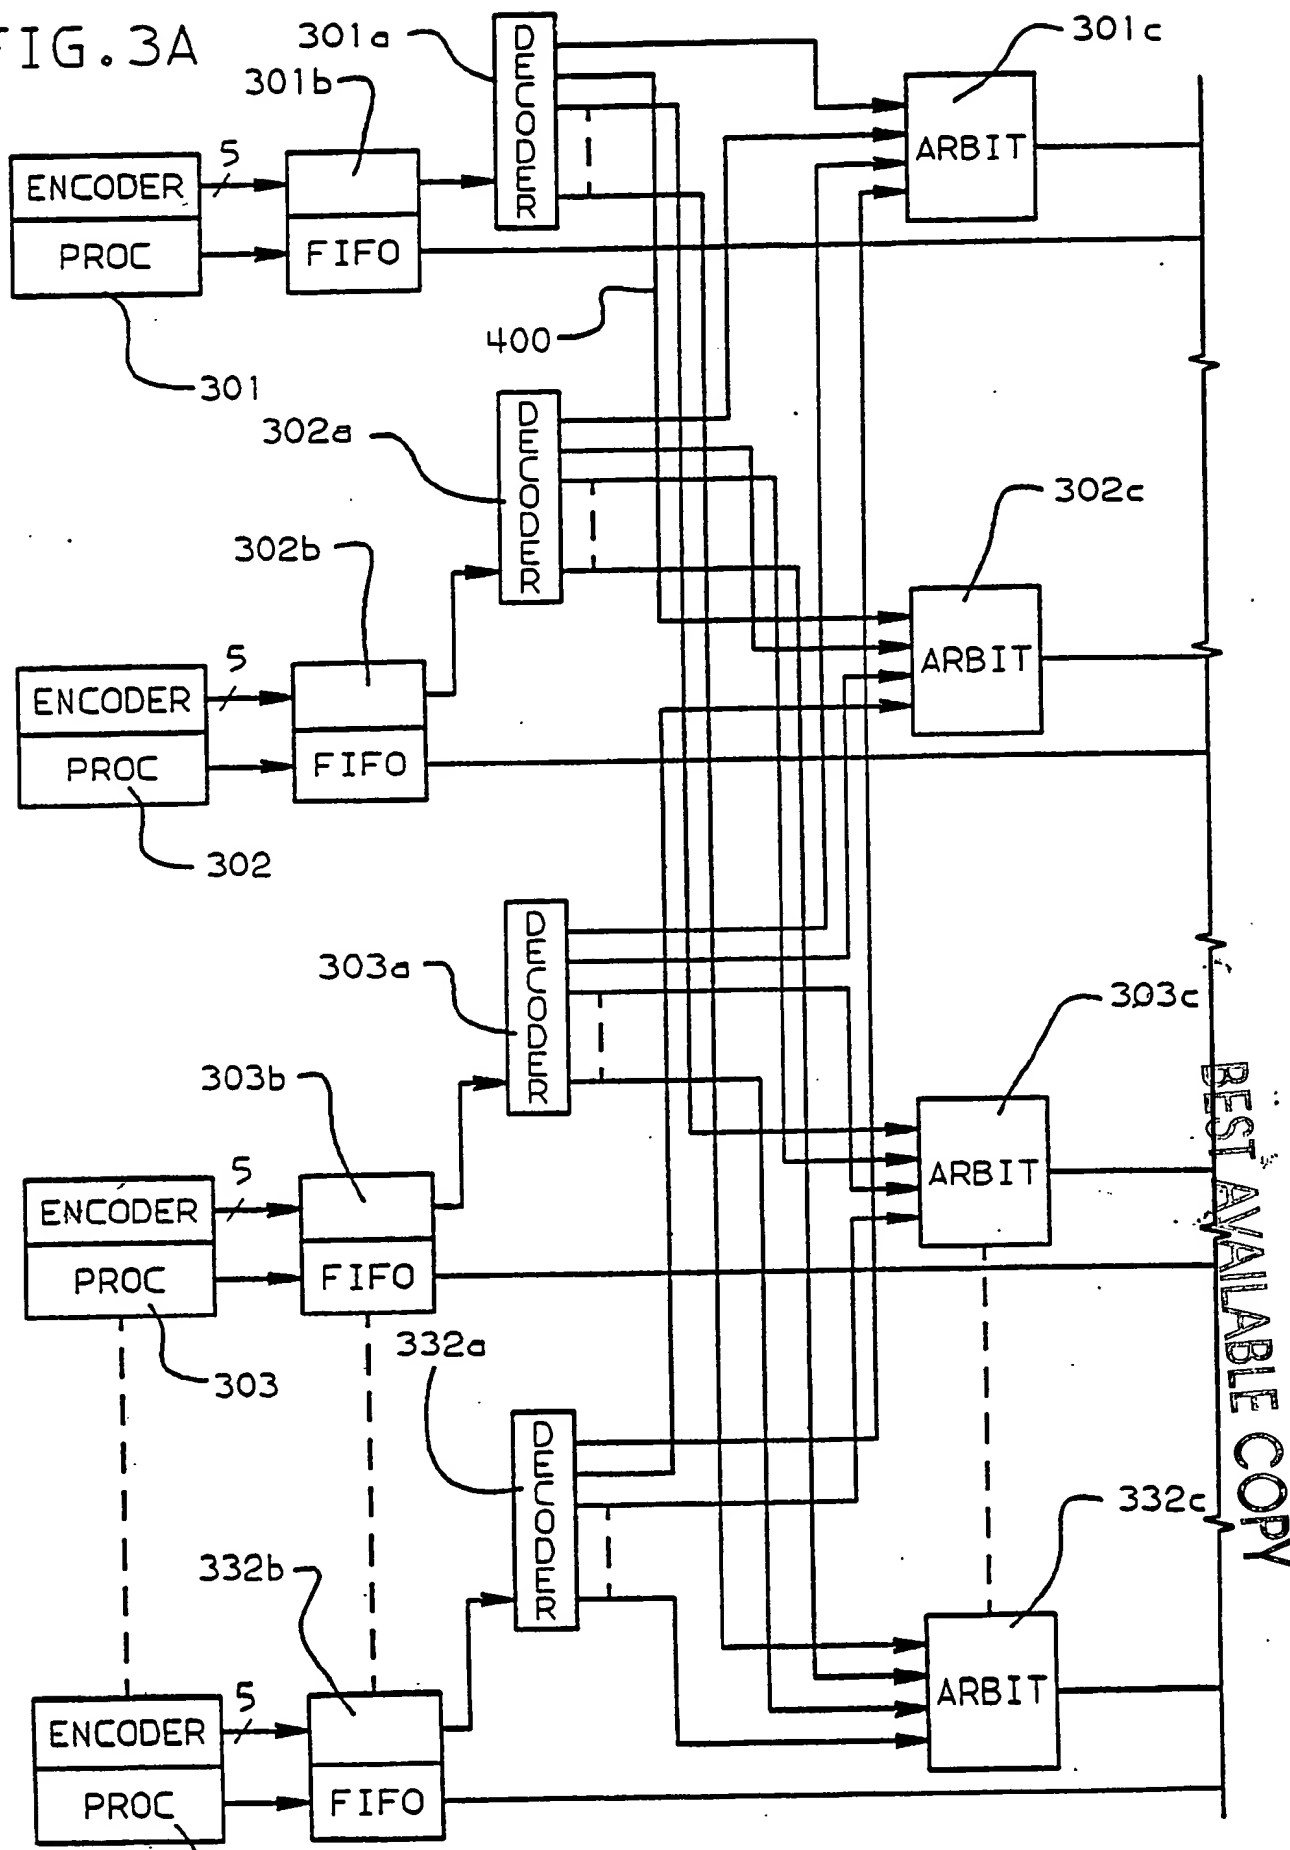 FIG.3A
301a
DECODER
301c
301b
ARBIT
5
ENCODER
PROC
FIFO
400
301
302a
DECODER
302c
302b
ARBIT
5
ENCODER
PROC
FIFO
302
303a
DECODER
303c
303b
ARBIT
5
ENCODER
PROC
FIFO
303
332a
DECODER
332c
332b
ARBIT
5
ENCODER
PROC
FIFO
BEST AVAILABLE COPY